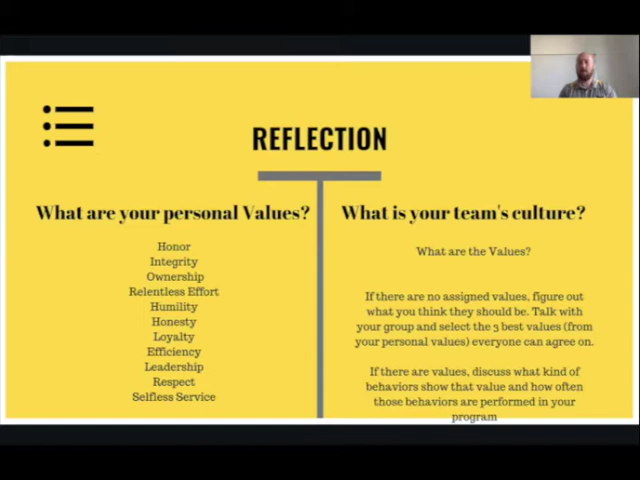 REFLECTION
What are your personal Values?
Honor
Integrity
Ownership
Relentless Effort
Humility
Honesty
Loyalty
Efficiency
Leadership
Respect
Selfless Service
What is your team's culture?
What are the Values?
If there are no assigned values, figure out
what you think they should be. Talk with
your group and select the 3 best values (from
your personal values) everyone can agree on.
If there are values, discuss what kind of
behaviors show that value and how often
those behaviors are performed in your
program